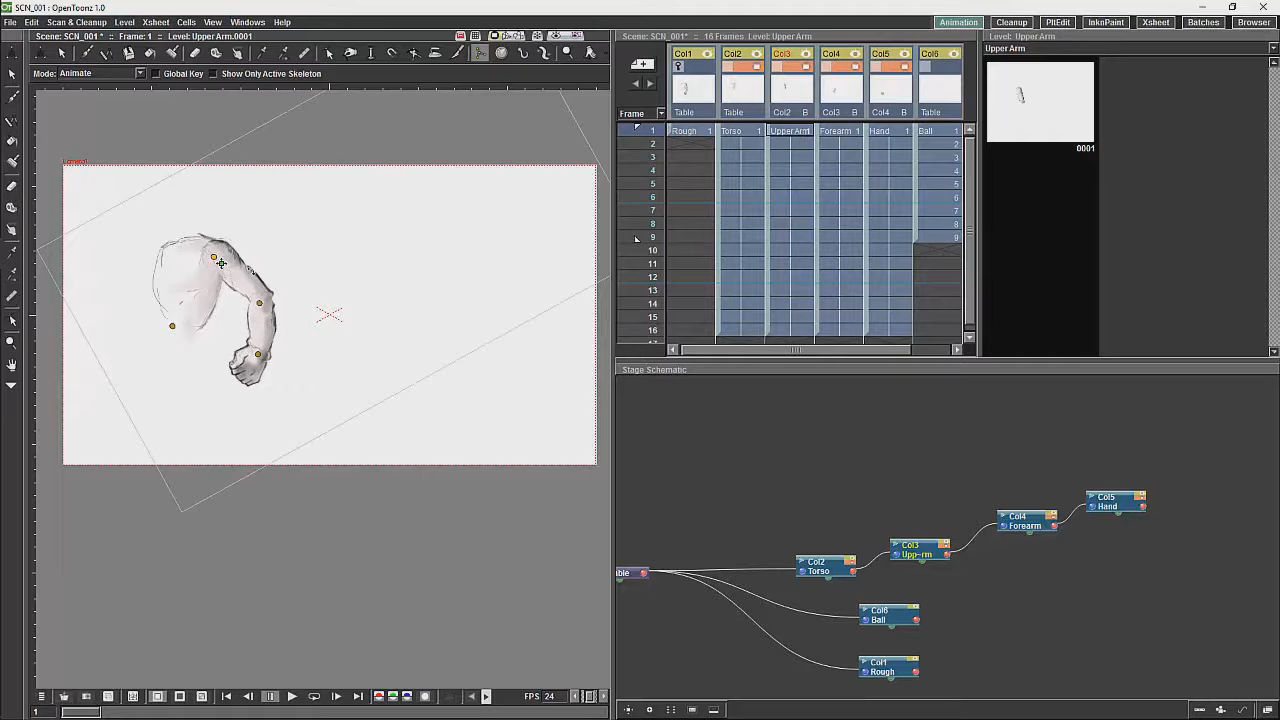 SCN_001* : OpenToonz 1.0
File Edit Scan & Cleanup Level Xsheet Cells View Windows Help
Animation Cleanup PltEdit InknPaint Xsheet Batches Browser
Scene: SCN_001* :: Frame: 1 :: Level: Upper Arm.0001
Scene: SCN_001* :: 16 Frames Level: Upper Arm
Level: Upper Arm
Upper Arm
Mode: Animate Global Key Show Only Active Skeleton
Col1 Col2 Col3 Col4 Col5 Col6
Table Table Col2 B Col3 B Col4 B Table
Frame
1 Rough 1 Torso 1 Upper Arm1 Forearm 1 Hand 1 Ball 1
2 2
3 3
4 4
5 5
6 6
7 7
8 8
9 9
10
11
12
13
14
15
16
0001
Stage Schematic
Col5
Hand
Col4
Forearm
Col3
Upp~rm
Col2
Torso
able
Col6
Ball
Col1
Rough
FPS 24
1